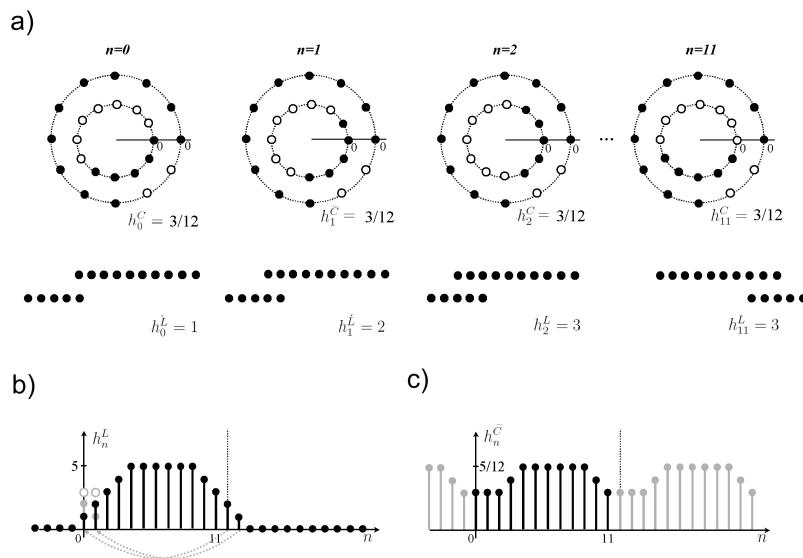 a)
n=0 n=1 n=2 n=11
0 0 0 0 ... 0 0 0 0
h_0^C = 3/12 h_1^C̄ = 3/12 h_2^C = 3/12 h_11^C = 3/12
h_0^L = 1 h_1^L = 2 h_2^L = 3 h_11^L = 3
b)
c)
h_n^L h_n^C̄
5 5/12
0 11 n 0 11 n